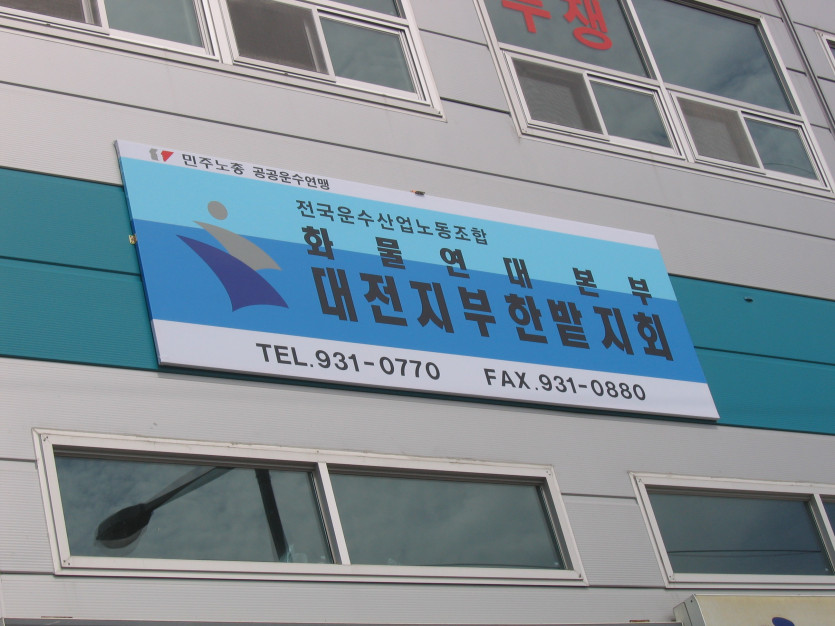 투쟁
민주노총 공공운수연맹
전국운수산업노동조합
화물연대본부
대전지부한밭지회
TEL.931-0770 FAX.931-0880